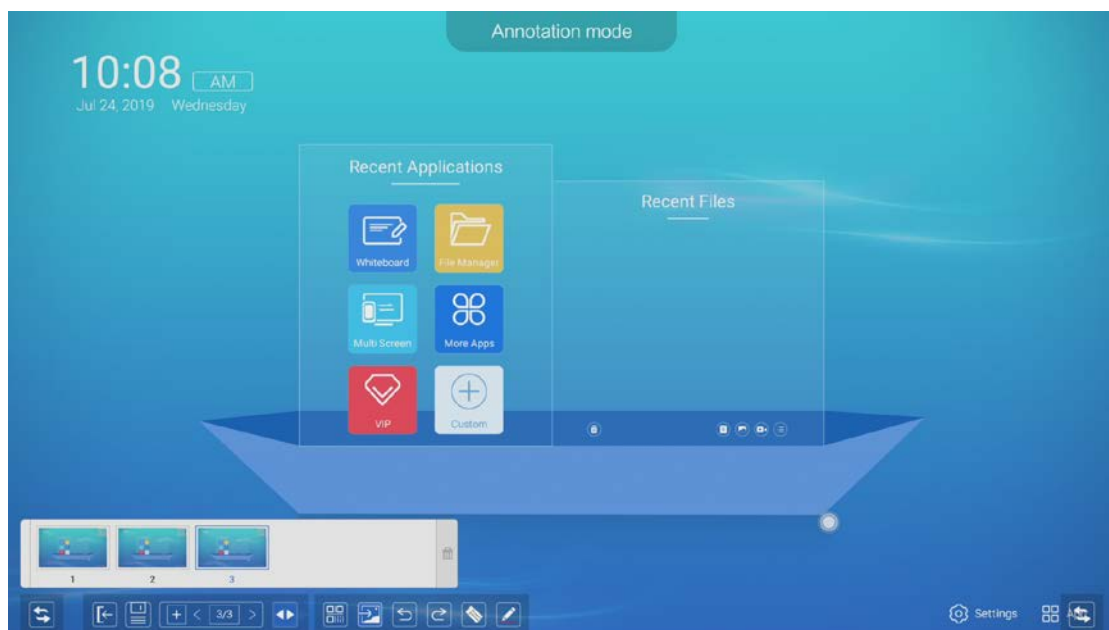 Annotation mode
10:08 AM
Jul 24, 2019 Wednesday
Recent Applications
Recent Files
Whiteboard
File Manager
Multi Screen
More Apps
VIP
Custom
1 2 3
3/3
Settings